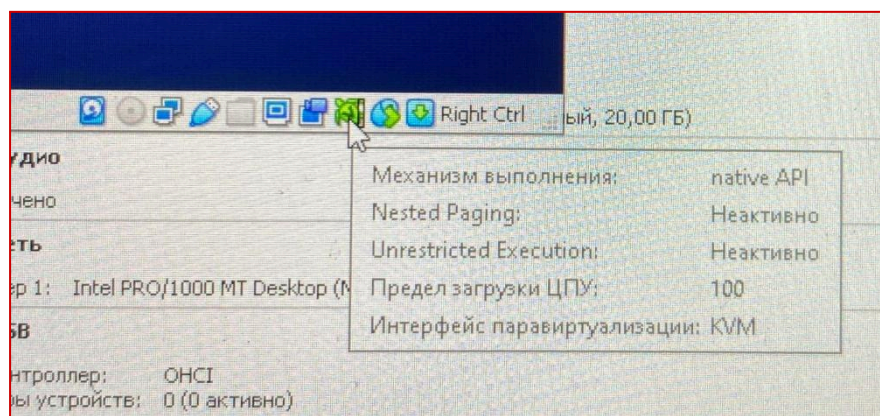 Right Ctrl
ый, 20,00 ГБ)
удио
Механизм выполнения: native API
чено
Nested Paging: Неактивно
еть
Unrestricted Execution: Неактивно
ер 1: Intel PRO/1000 MT Desktop (N
Предел загрузки ЦПУ: 100
Интерфейс паравиртуализации: KVM
БВ
нтроллер: OHCI
ры устройств: 0 (0 активно)